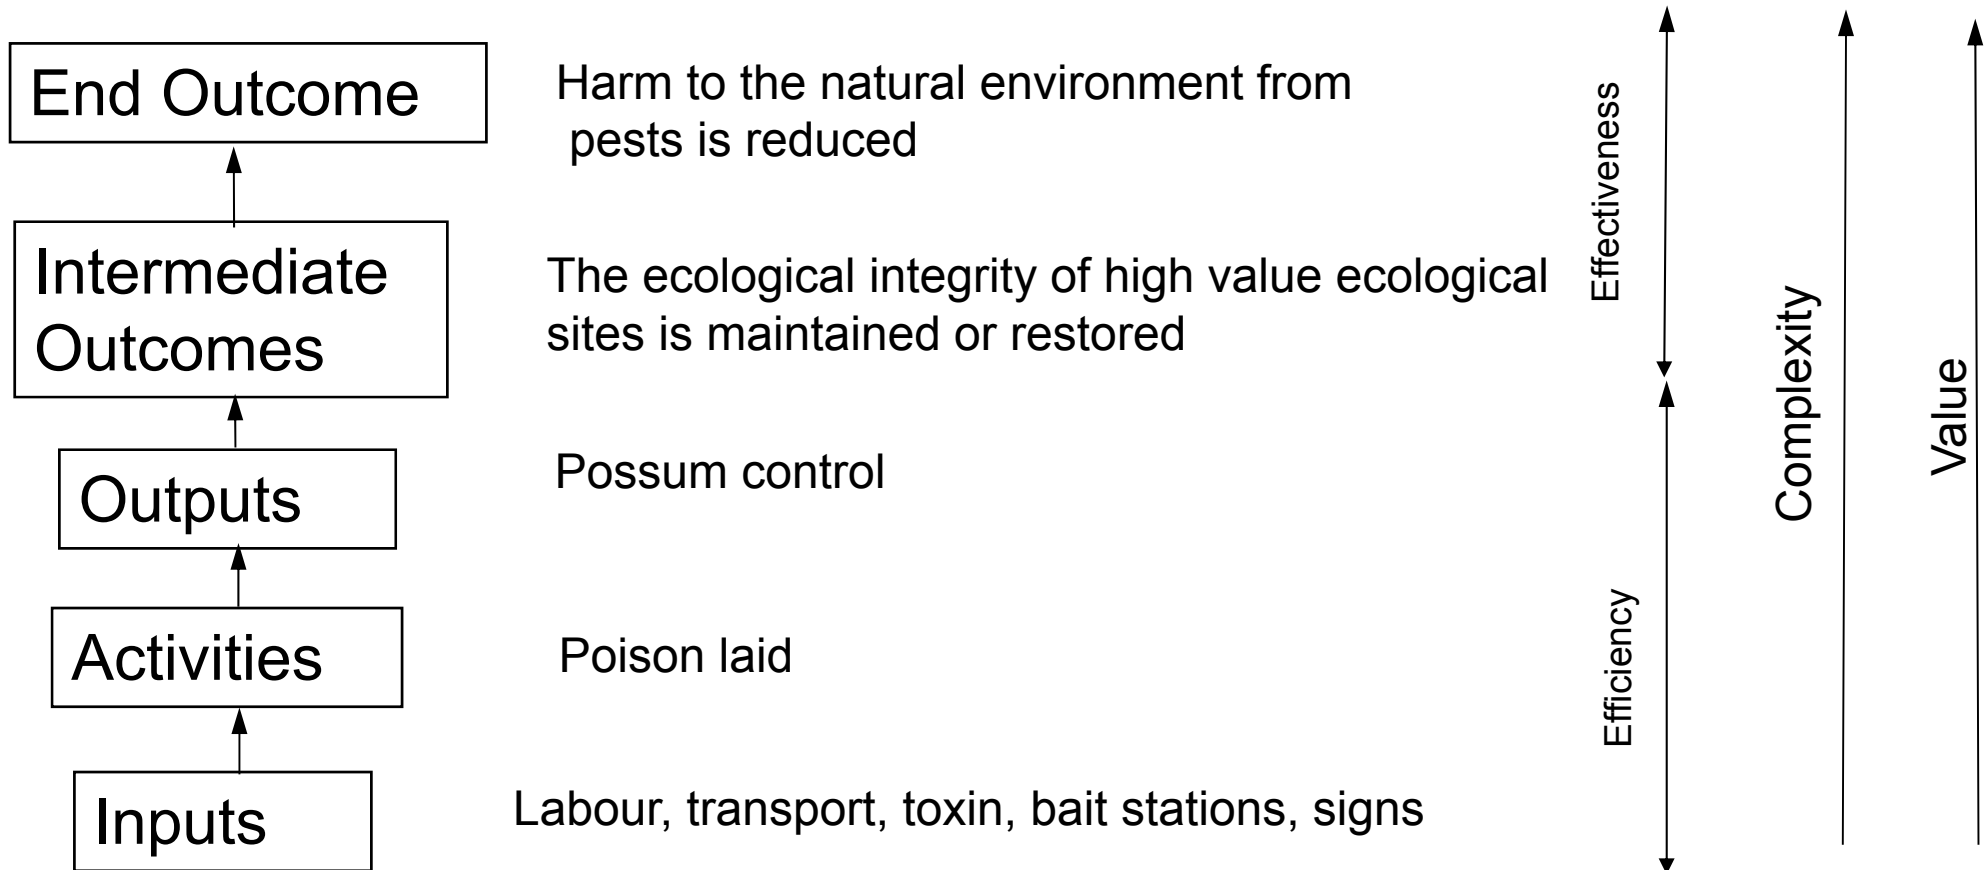 End Outcome
Harm to the natural environment from
pests is reduced
Intermediate
Outcomes
The ecological integrity of high value ecological
sites is maintained or restored
Outputs
Possum control
Activities
Poison laid
Inputs
Labour, transport, toxin, bait stations, signs
Effectiveness
Efficiency
Complexity
Value